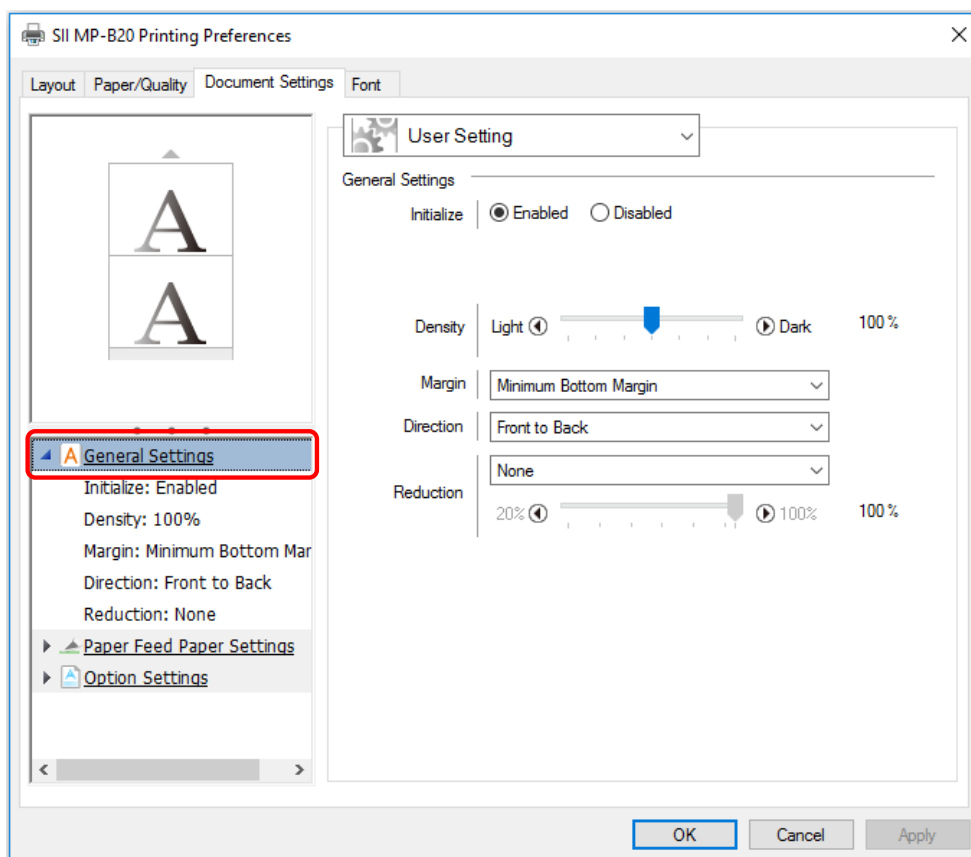 SII MP-B20 Printing Preferences
Layout Paper/Quality Document Settings Font
A
A
General Settings
Initialize: Enabled
Density: 100%
Margin: Minimum Bottom Mar
Direction: Front to Back
Reduction: None
Paper Feed Paper Settings
Option Settings
User Setting
General Settings
Initialize Enabled Disabled
Density Light Dark 100 %
Margin Minimum Bottom Margin
Direction Front to Back
Reduction None
20% 100% 100 %
OK Cancel Apply